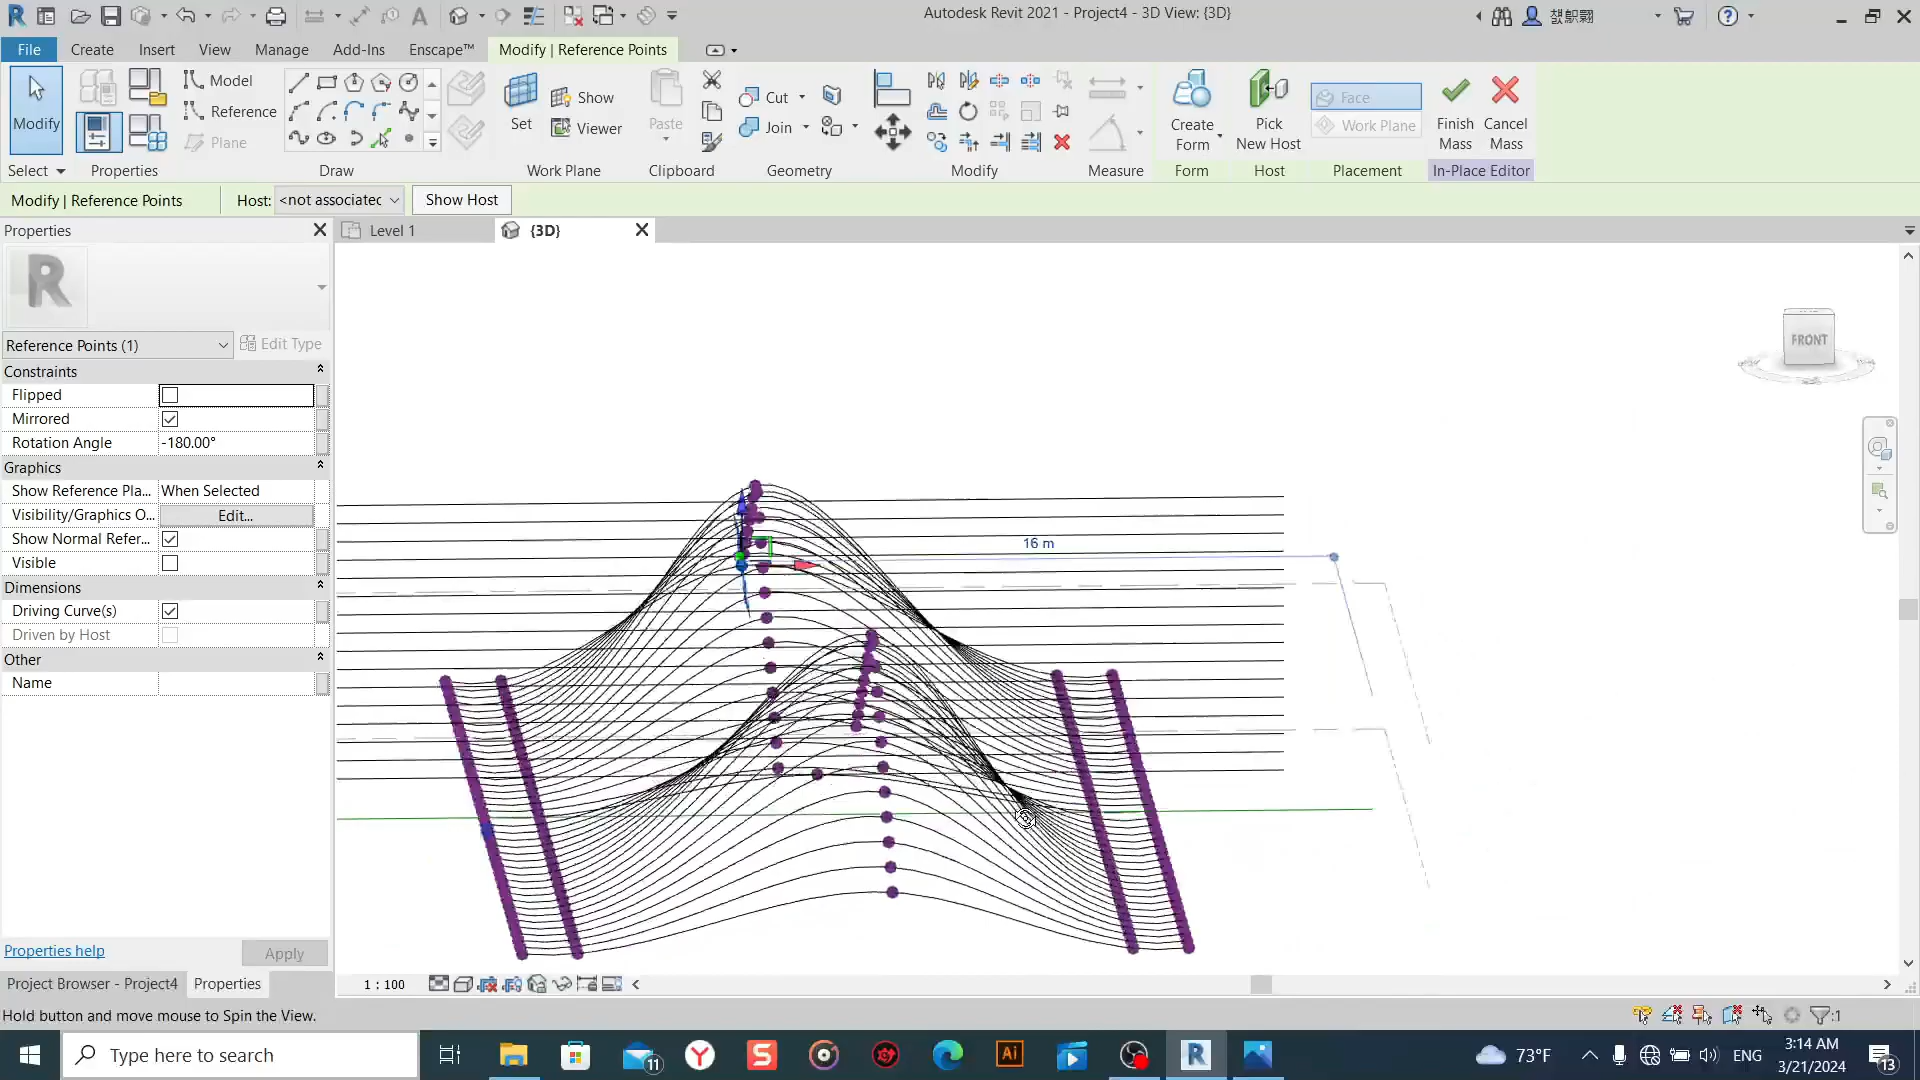 Autodesk Revit 2021 - Project4 - 3D View: {3D}
File
Create
Insert
View
Manage
Add-Ins
Enscape™
Modify | Reference Points
Modify
Model
Reference
Plane
Set
Show
Viewer
Paste
Cut
Join
Create
Form
Pick
New Host
Face
Work Plane
Finish
Mass
Cancel
Mass
Select
Properties
Draw
Work Plane
Clipboard
Geometry
Modify
Measure
Form
Host
Placement
In-Place Editor
Modify | Reference Points
Host:
<not associatec
Show Host
Properties
Level 1
{3D}
R
Reference Points (1)
Edit Type
Constraints
Flipped
Mirrored
Rotation Angle
-180.00°
Graphics
Show Reference Pla...
When Selected
Visibility/Graphics O...
Edit...
Show Normal Refer...
Visible
Dimensions
Driving Curve(s)
Driven by Host
Other
Name
16 m
FRONT
Properties help
Apply
Project Browser - Project4
Properties
1 : 100
Hold button and move mouse to Spin the View.
:1
Type here to search
11
Ai
R
73°F
ENG
3:14 AM
3/21/2024
13